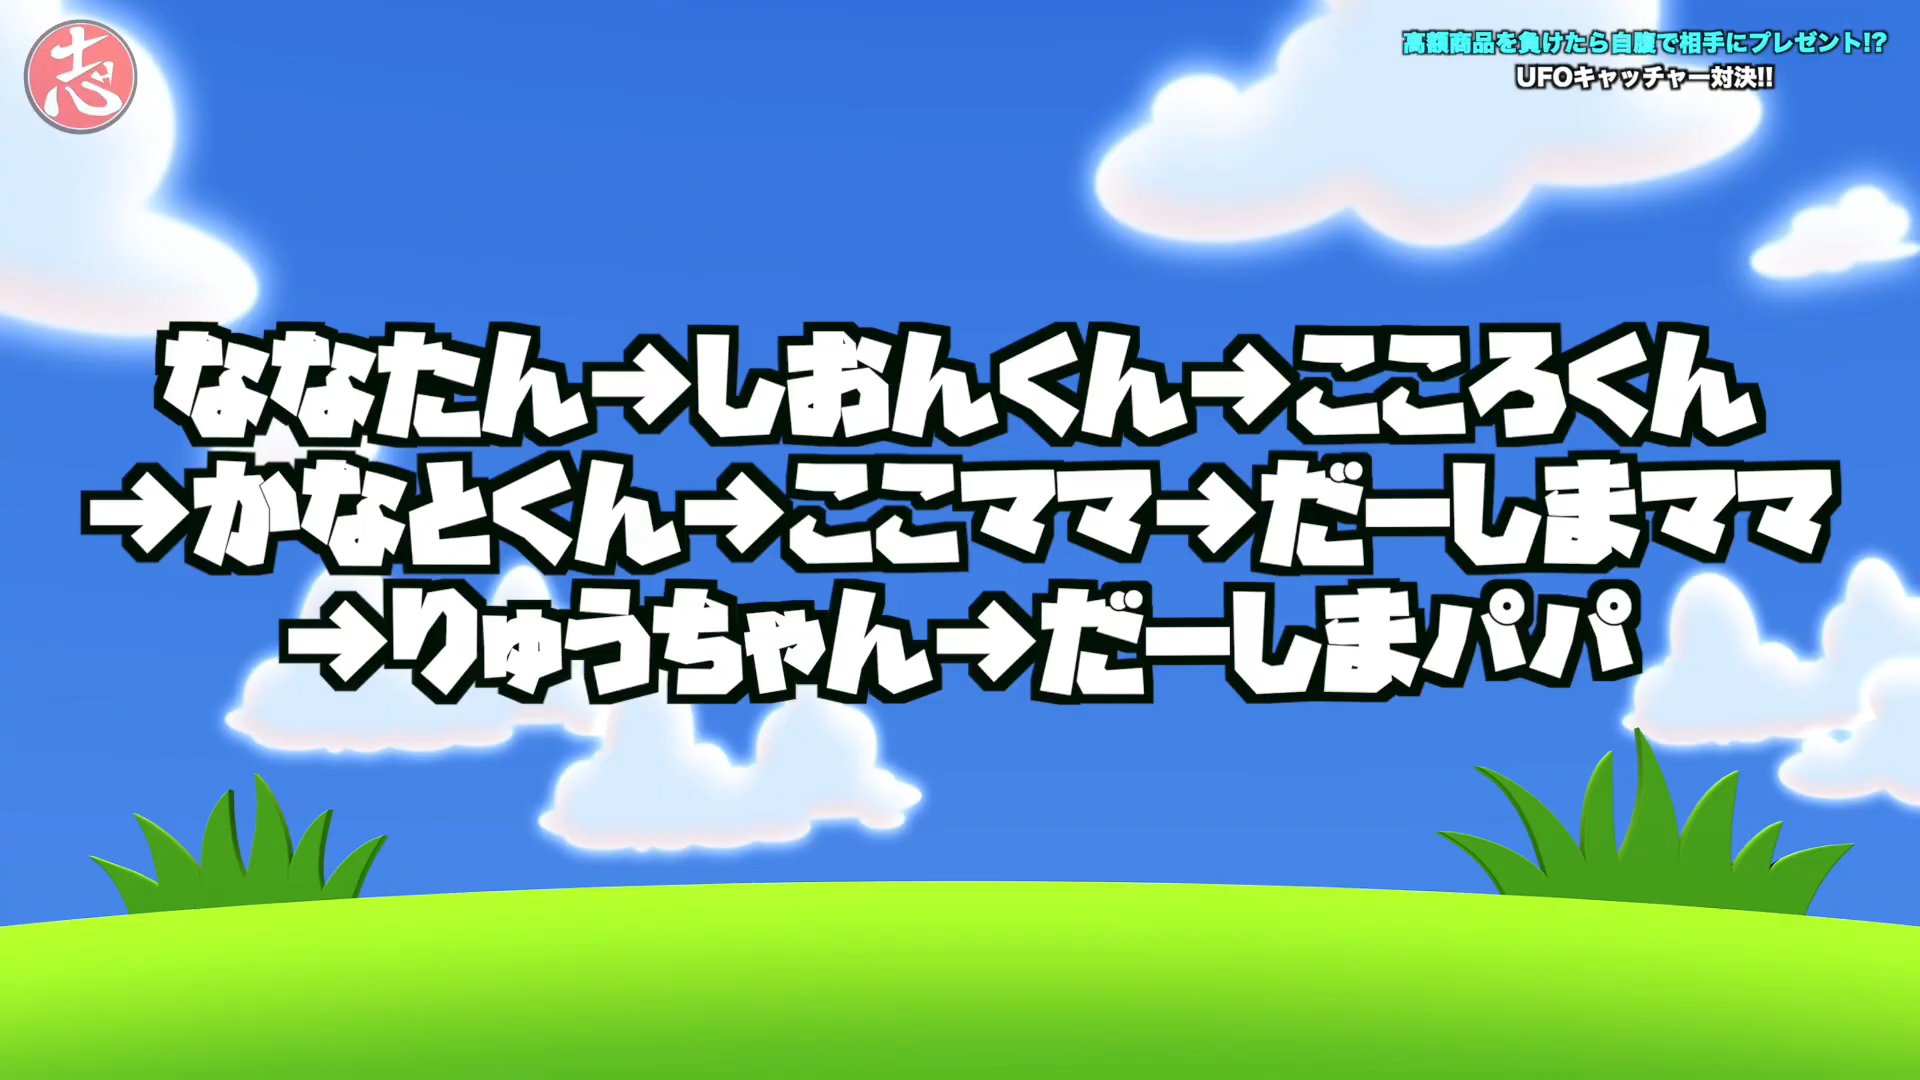 志
高額商品を負けたら自腹で相手にプレゼント!?
UFOキャッチャー対決!!
ななたん→しおんくん→こころくん
→かなとくん→ここママ→だーしまママ
→りゅうちゃん→だーしまパパ